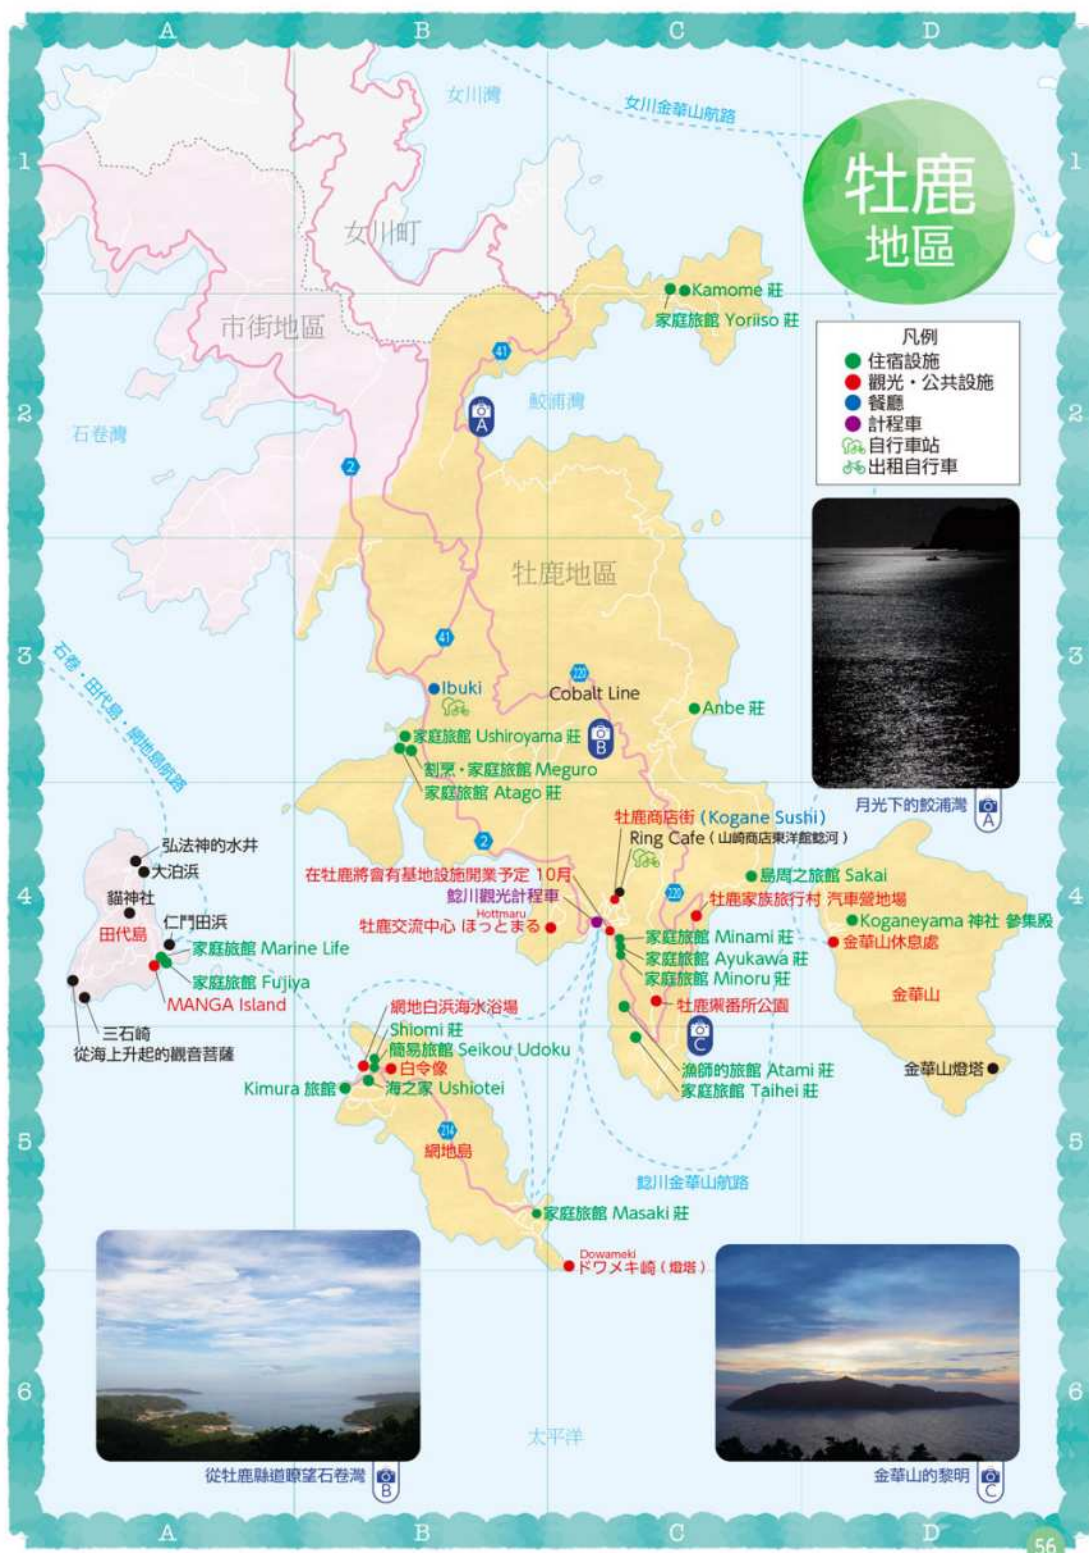 A
B
C
D
女川灣
女川金華山航路
1
1
牡鹿
地區
女川町
Kamome 莊
家庭旅館 Yoriiso 莊
市街地區
凡例
住宿設施
觀光・公共設施
餐廳
計程車
自行車站
出租自行車
41
鮫浦灣
A
2
2
石卷灣
2
牡鹿地區
石卷・田代島・網地島航路
3
3
41
220
Ibuki
Cobalt Line
Anbe 莊
家庭旅館 Ushiroyama 莊
B
割烹・家庭旅館 Meguro
家庭旅館 Atago 莊
月光下的鮫浦灣
A
牡鹿商店街 (Kogane Sushi)
2
Ring Cafe (山崎商店東洋館鯰河)
弘法神的水井
大泊浜
在牡鹿將會有基地設施開業予定 10月
島周之旅館 Sakai
4
4
貓神社
鯰川觀光計程車
220
牡鹿家族旅行村 汽車營地場
Hottmaru
牡鹿交流中心 ほっとまる
Koganeyama 神社 參集殿
田代島
仁鬥田浜
家庭旅館 Minami 莊
金華山休息處
家庭旅館 Marine Life
家庭旅館 Ayukawa 莊
家庭旅館 Fujiya
家庭旅館 Minoru 莊
金華山
MANGA Island
網地白浜海水浴場
牡鹿禦番所公園
三石崎
Shiomi 莊
C
從海上升起的觀音菩薩
簡易旅館 Seikou Udoku
白令像
漁師的旅館 Atami 莊
金華山燈塔
Kimura 旅館
海之家 Ushiotei
家庭旅館 Taihei 莊
214
5
5
網地島
鯰川金華山航路
家庭旅館 Masaki 莊
Dowameki
ドワメキ崎 (燈塔)
6
6
太平洋
從牡鹿縣道瞭望石卷灣
B
金華山的黎明
C
A
B
C
D
56